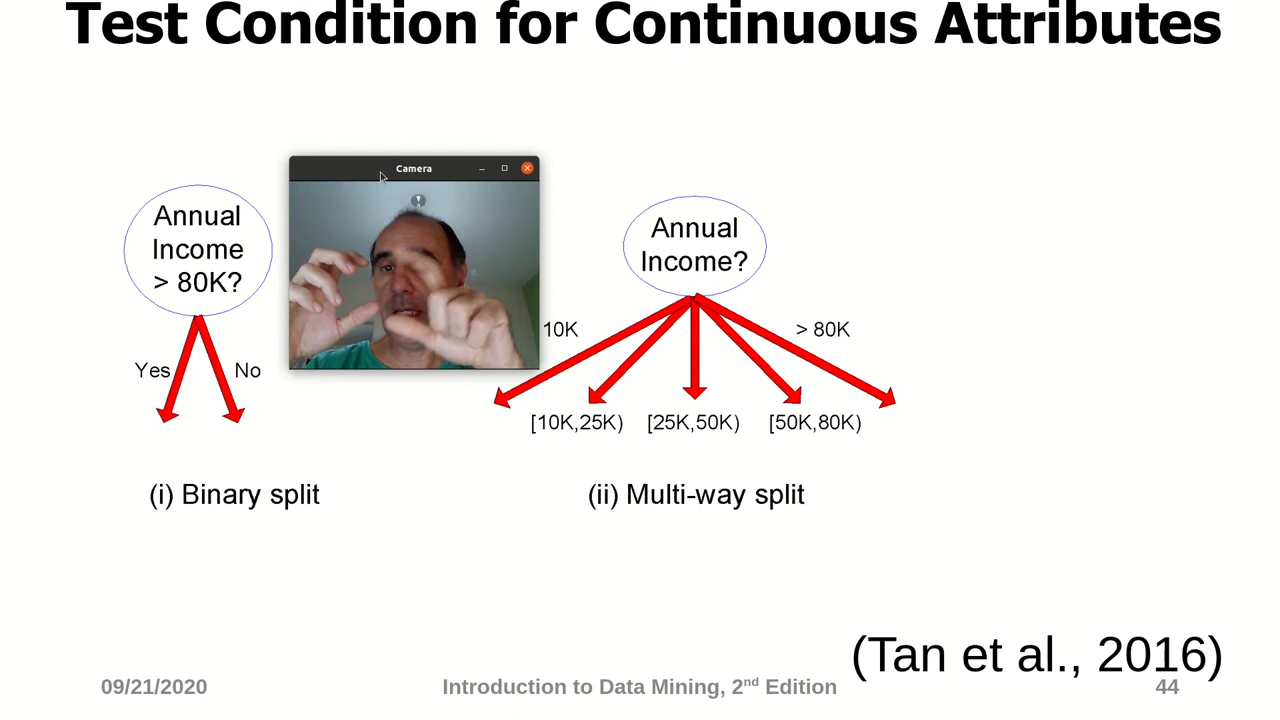 Test Condition for Continuous Attributes
Camera
Annual
Income
> 80K?
Yes
No
Annual
Income?
10K
> 80K
[10K,25K)
[25K,50K)
[50K,80K)
(i) Binary split
(ii) Multi-way split
(Tan et al., 2016)
09/21/2020
Introduction to Data Mining, 2nd Edition
44